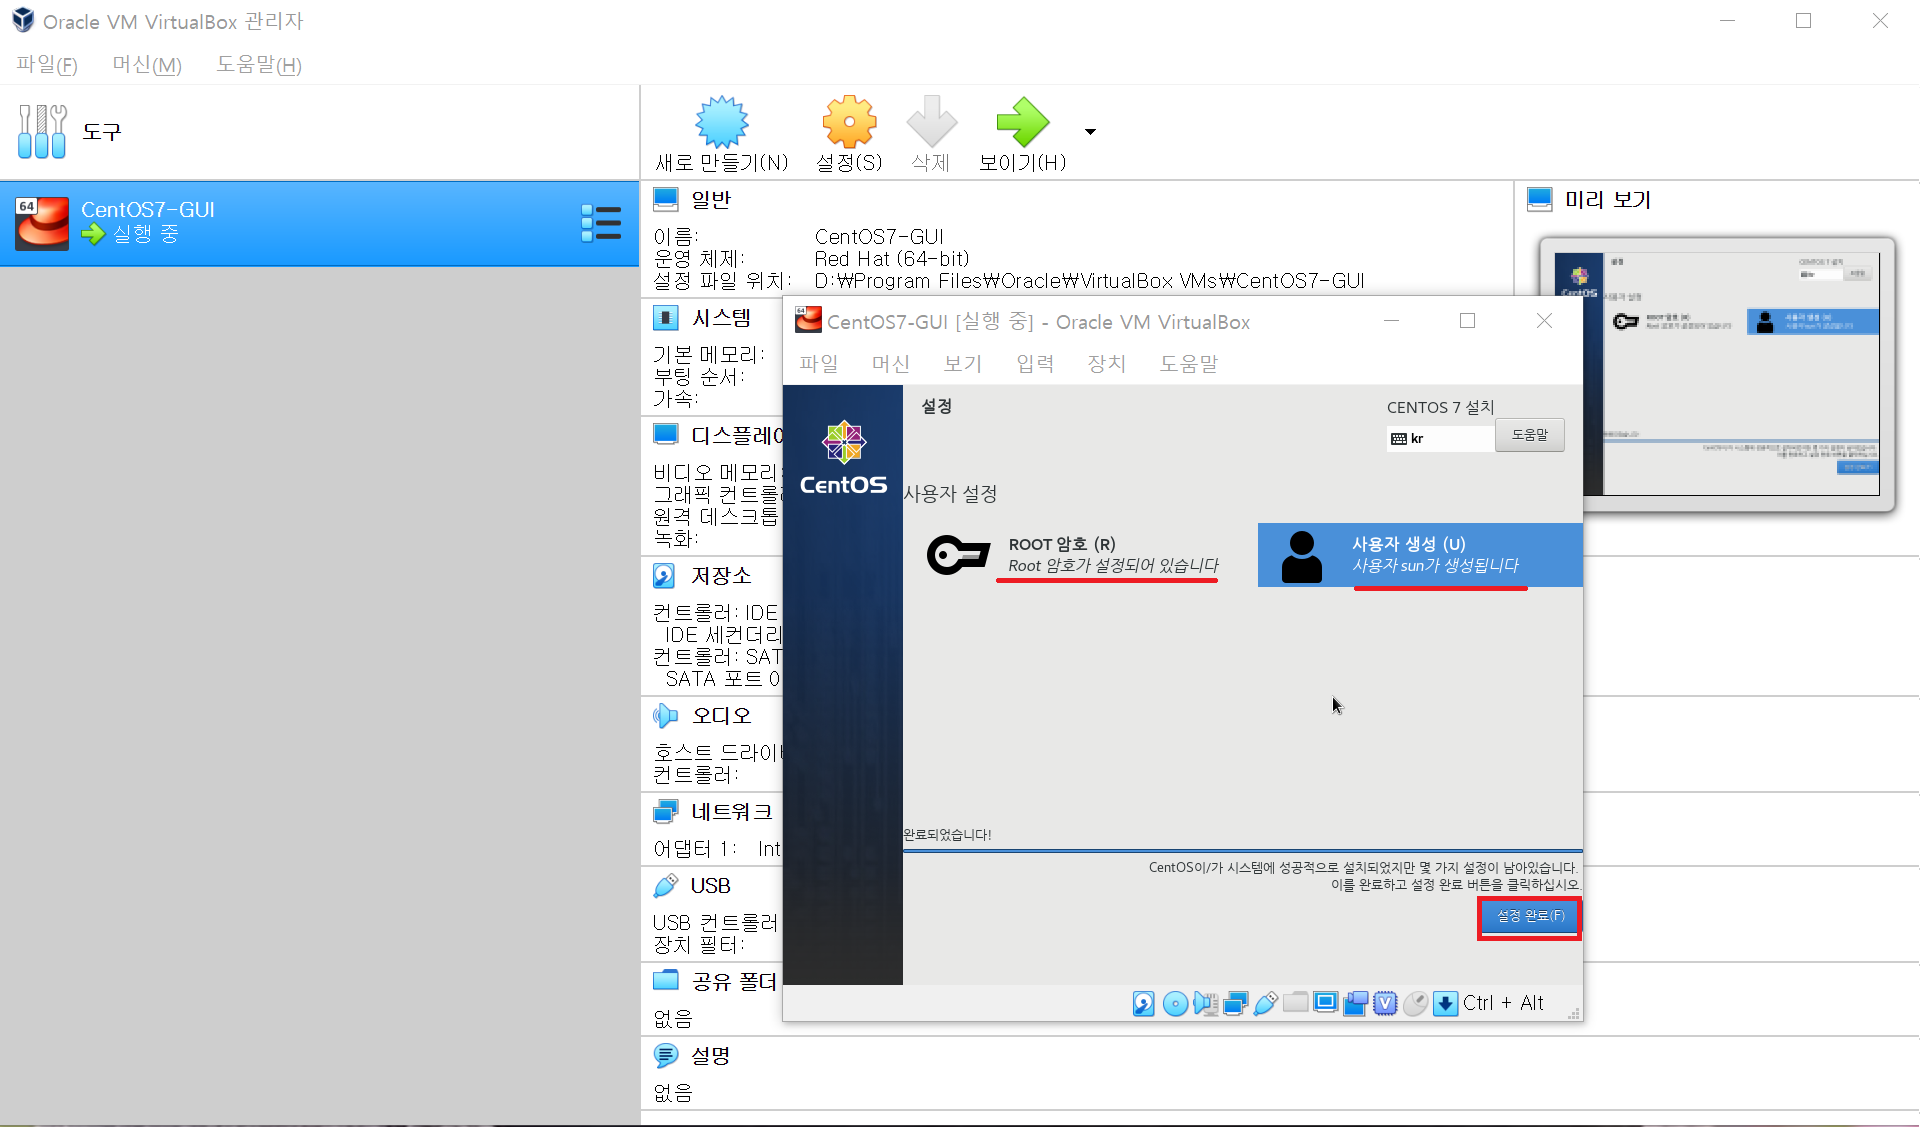 Oracle VM VirtualBox 관리자
파일(F) 머신(M) 도움말(H)
도구
새로 만들기(N) 설정(S) 삭제 보이기(H)
64
CentOS7-GUI
실행 중
일반
이름: CentOS7-GUI
운영 체제: Red Hat (64-bit)
설정 파일 위치: D:₩Program Files₩Oracle₩VirtualBox VMs₩CentOS7-GUI
미리 보기
시스템
기본 메모리:
부팅 순서:
가속:
디스플레이
비디오 메모리:
그래픽 컨트롤러
원격 데스크톱
녹화:
저장소
컨트롤러: IDE
IDE 세컨더리
컨트롤러: SAT
SATA 포트 0
오디오
호스트 드라이버
컨트롤러:
네트워크
어댑터 1: Int
USB
USB 컨트롤러
장치 필터:
공유 폴더
없음
설명
없음
CentOS7-GUI [실행 중] - Oracle VM VirtualBox
파일 머신 보기 입력 장치 도움말
CentOS
설정
CENTOS 7 설치
kr 도움말
사용자 설정
ROOT 암호 (R)
Root 암호가 설정되어 있습니다
사용자 생성 (U)
사용자 sun가 생성됩니다
완료되었습니다!
CentOS이/가 시스템에 성공적으로 설치되었지만 몇 가지 설정이 남아있습니다.
이를 완료하고 설정 완료 버튼을 클릭하십시오.
설정 완료(F)
Ctrl + Alt